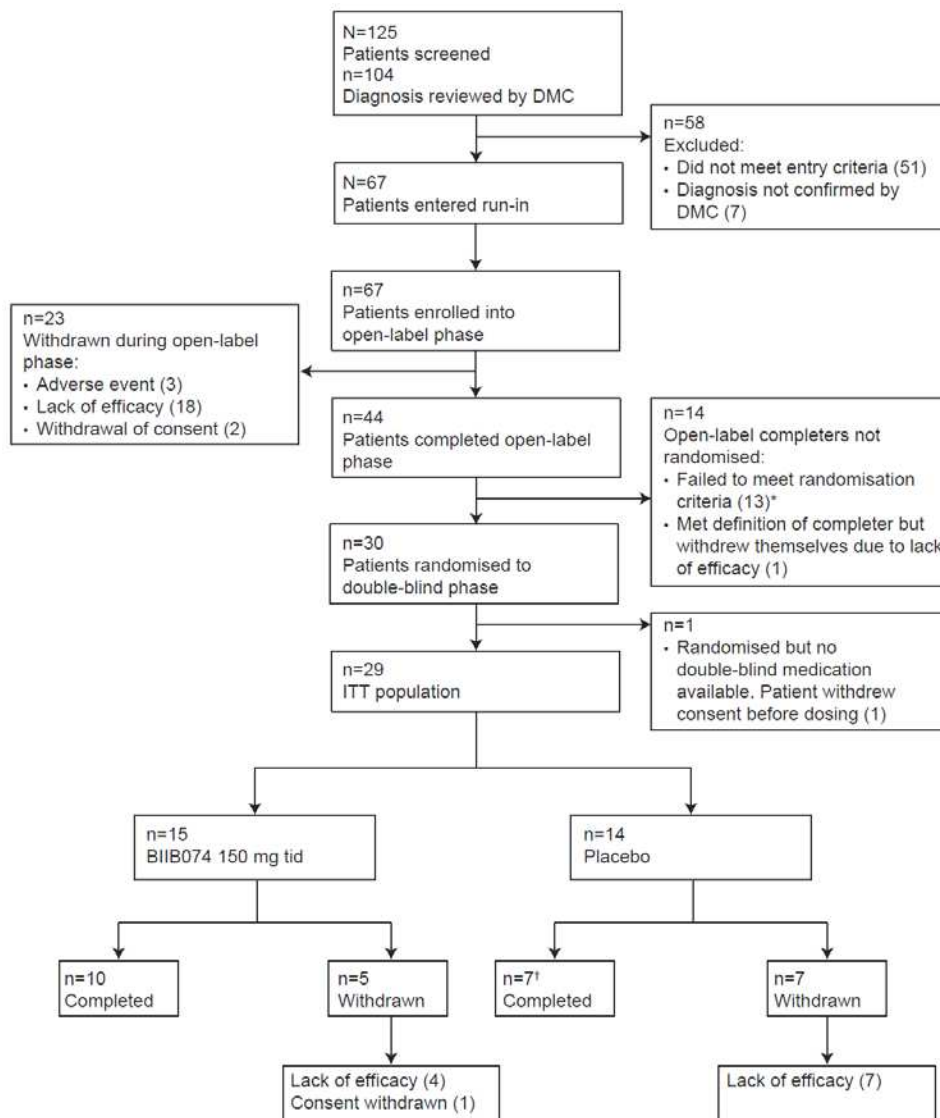 N=125
Patients screened
n=104
Diagnosis reviewed by DMC
n=58
Excluded:
• Did not meet entry criteria (51)
• Diagnosis not confirmed by
DMC (7)
N=67
Patients entered run-in
n=67
Patients enrolled into
open-label phase
n=23
Withdrawn during open-label
phase:
• Adverse event (3)
• Lack of efficacy (18)
• Withdrawal of consent (2)
n=44
Patients completed open-label
phase
n=14
Open-label completers not
randomised:
• Failed to meet randomisation
criteria (13)*
• Met definition of completer but
withdrew themselves due to lack
of efficacy (1)
n=30
Patients randomised to
double-blind phase
n=1
• Randomised but no
double-blind medication
available. Patient withdrew
consent before dosing (1)
n=29
ITT population
n=15
BIIB074 150 mg tid
n=14
Placebo
n=10
Completed
n=5
Withdrawn
n=7†
Completed
n=7
Withdrawn
Lack of efficacy (4)
Consent withdrawn (1)
Lack of efficacy (7)